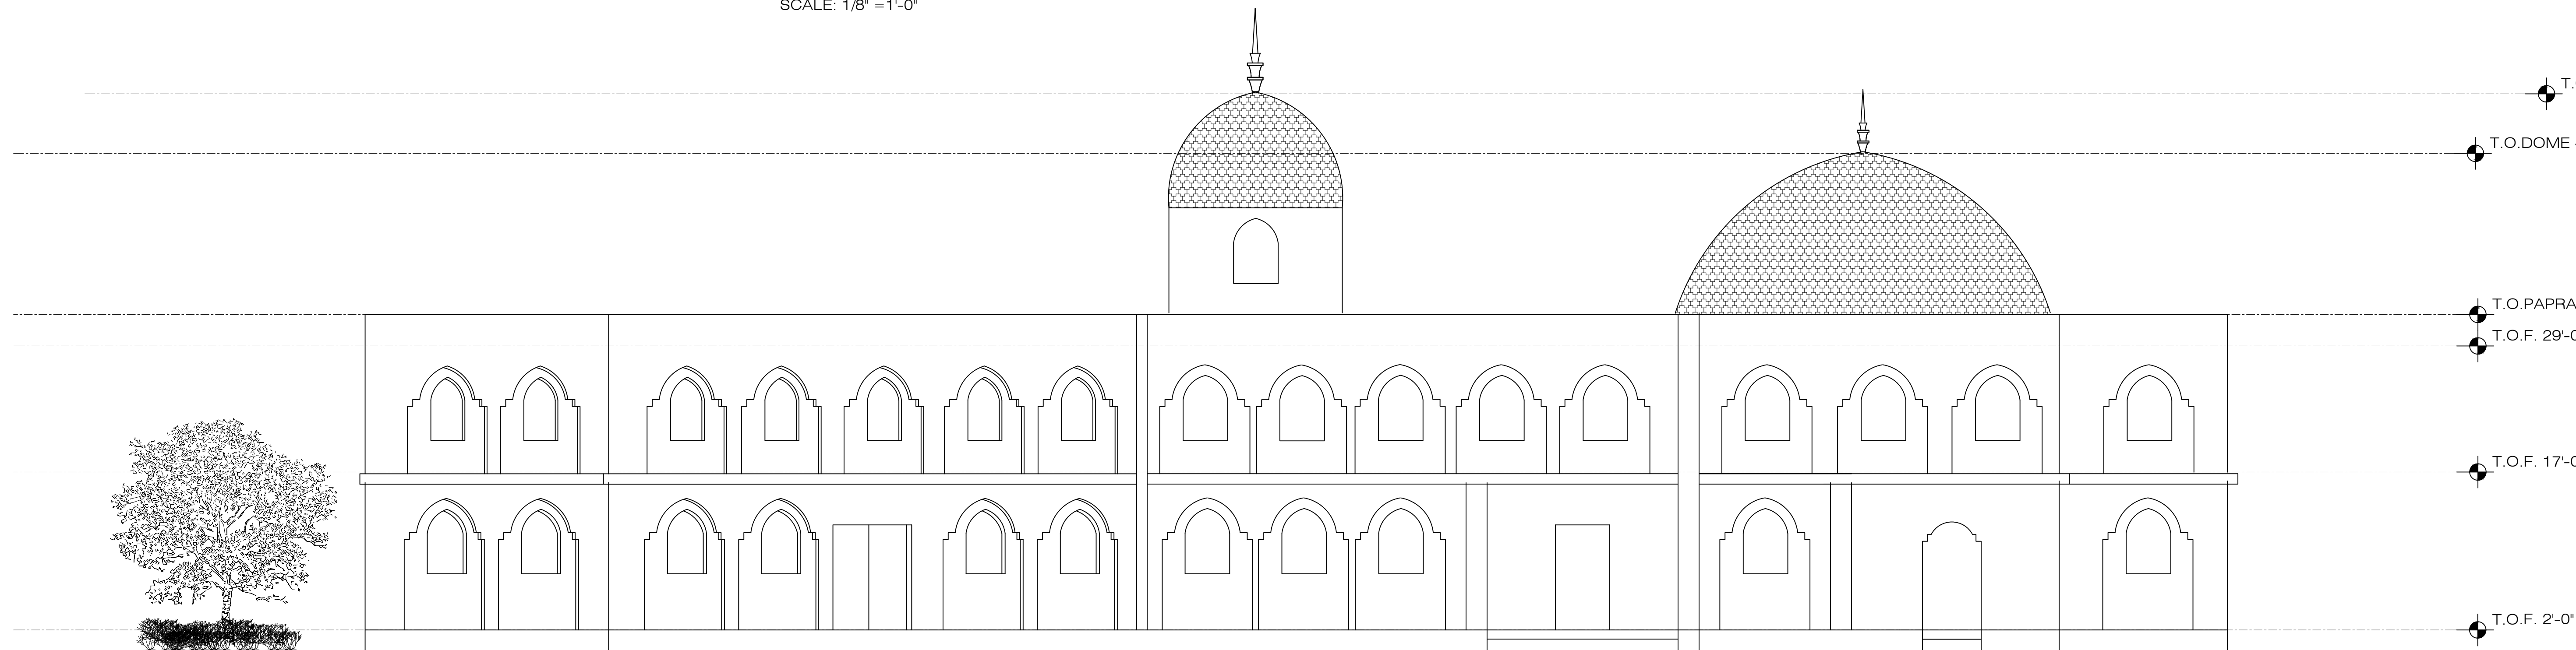 SCALE: 1/8" =1'-0"
T.
T.O.DOME
T.O.PAPRA
T.O.F. 29'-0
T.O.F. 17'-0
T.O.F. 2'-0"